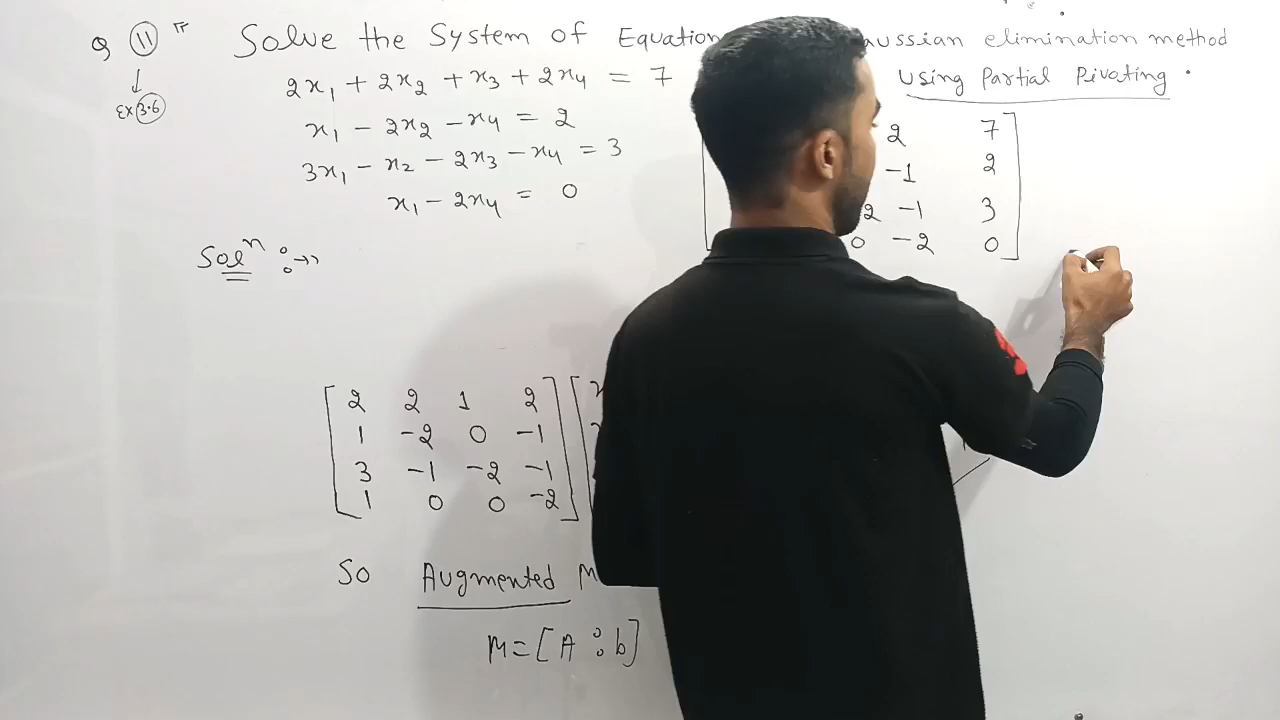 Q 11 Solve the System of Equation aussian elimination method
Ex 3.6
using Partial Pivoting.
2x₁ + 2x₂ + x₃ + 2x₄ = 7
x₁ - 2x₂ - x₄ = 2
3x₁ - x₂ - 2x₃ - x₄ = 3
x₁ - 2x₄ = 0
2 7
-1 2
2 -1 3
0 -2 0
Solⁿ :→
2 2 1 2
1 -2 0 -1
3 -1 -2 -1
1 0 0 -2
So Augmented M
M = [A : b]